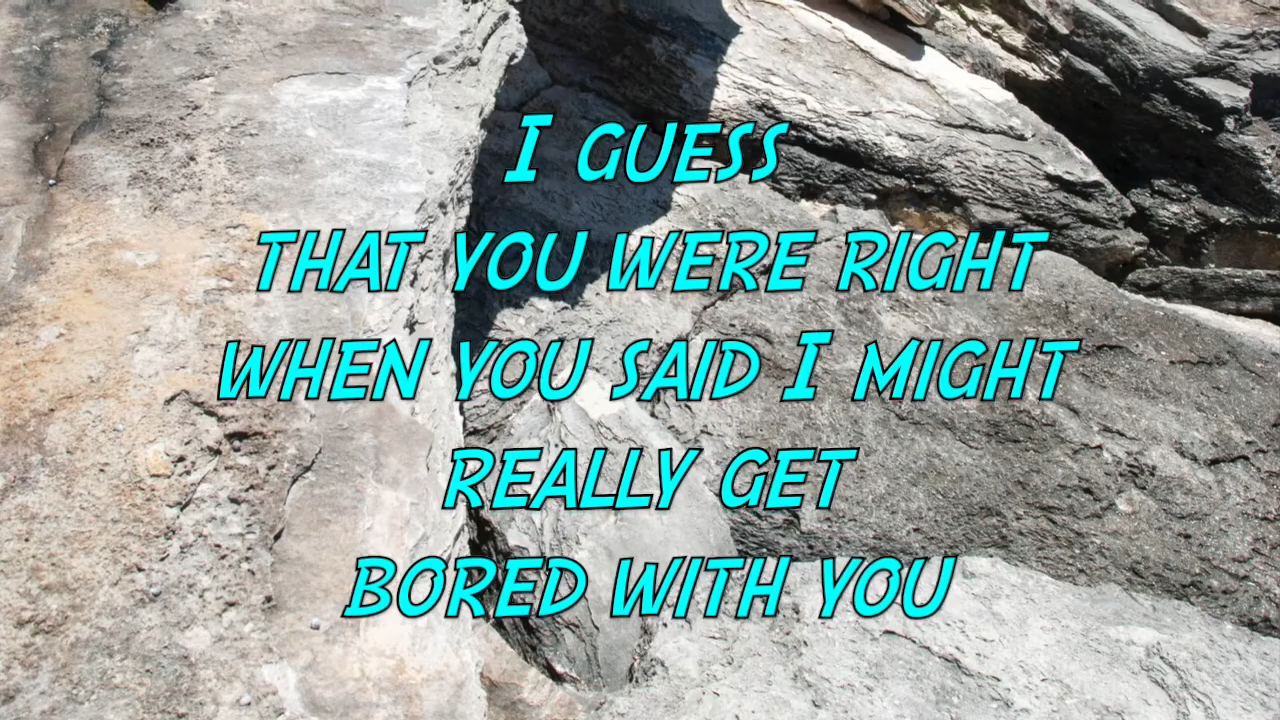 I GUESS
THAT YOU WERE RIGHT
WHEN YOU SAID I MIGHT
REALLY GET
BORED WITH YOU